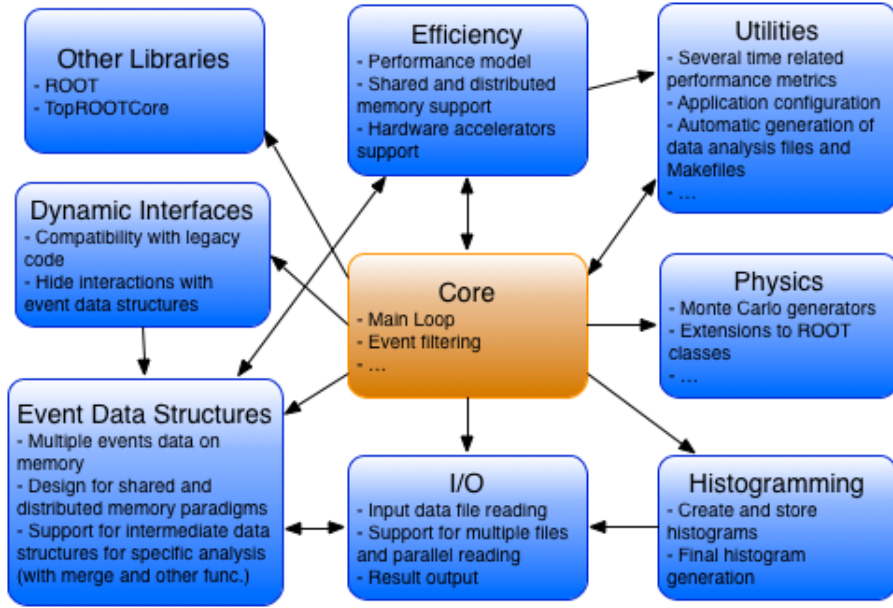 Other Libraries
- ROOT
- TopROOTCore
Efficiency
- Performance model
- Shared and distributed
memory support
- Hardware accelerators
support
Utilities
- Several time related
performance metrics
- Application configuration
- Automatic generation of
data analysis files and
Makefiles
- ...
Dynamic Interfaces
- Compatibility with legacy
code
- Hide interactions with
event data structures
Core
- Main Loop
- Event filtering
- ...
Physics
- Monte Carlo generators
- Extensions to ROOT
classes
- ...
Event Data Structures
- Multiple events data on
memory
- Design for shared and
distributed memory paradigms
- Support for intermediate data
structures for specific analysis
(with merge and other func.)
I/O
- Input data file reading
- Support for multiple files
and parallel reading
- Result output
Histogramming
- Create and store
histograms
- Final histogram
generation